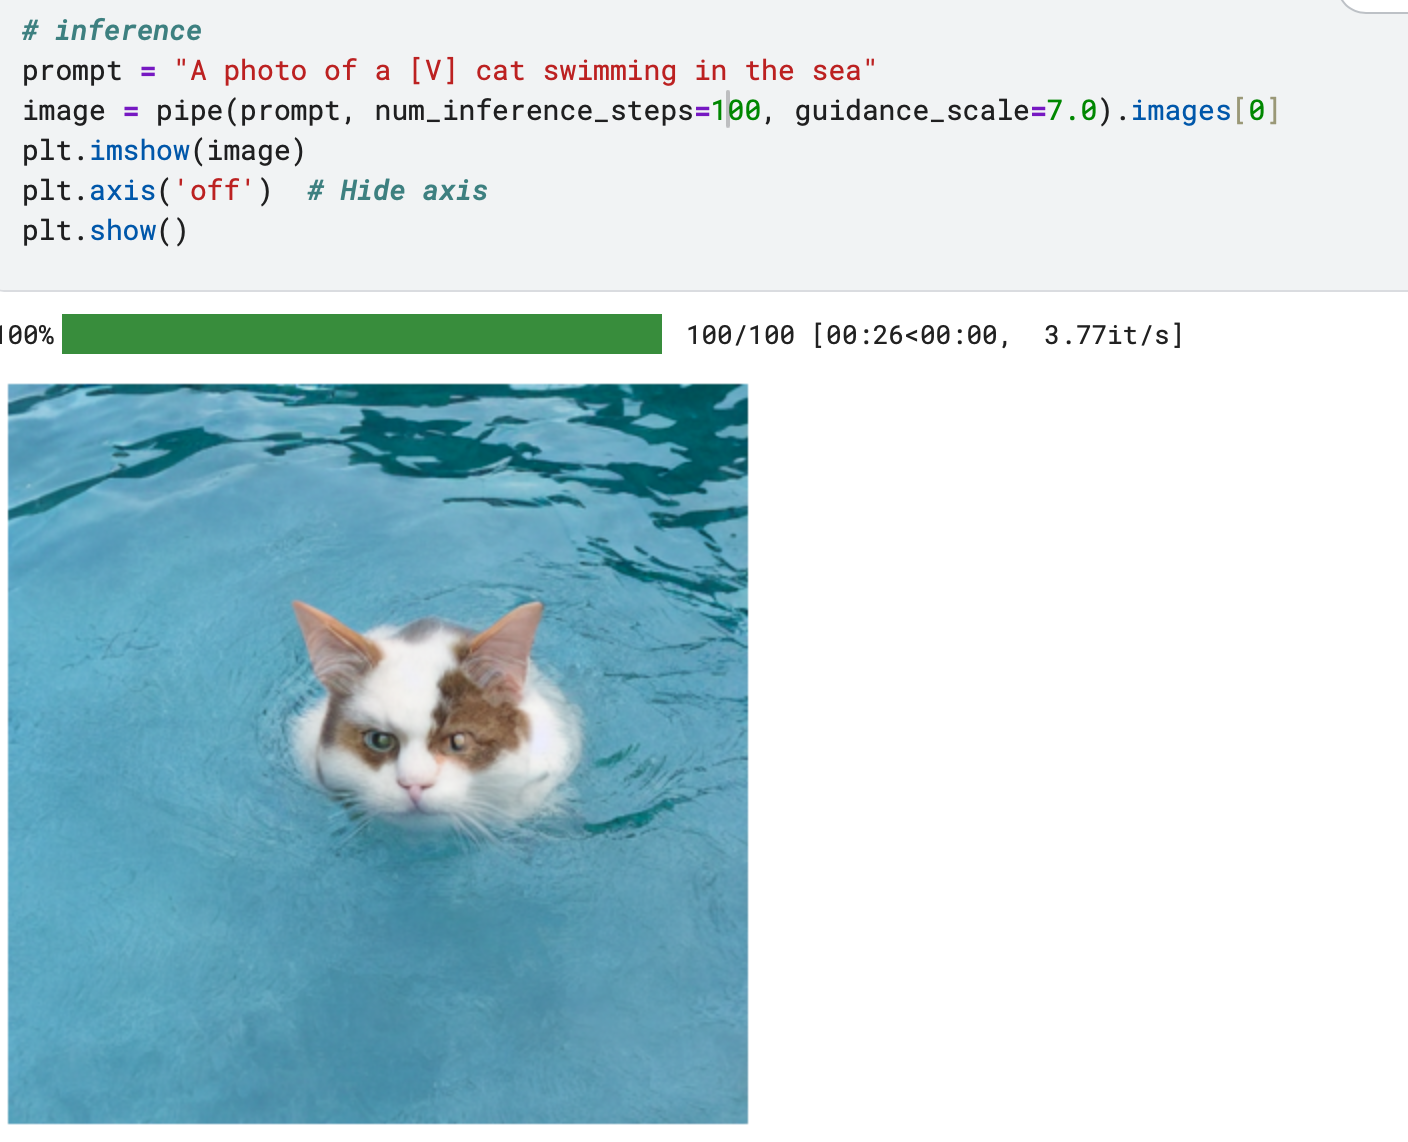 # inference
prompt = "A photo of a [V] cat swimming in the sea"
image = pipe(prompt, num_inference_steps=100, guidance_scale=7.0).images[0]
plt.imshow(image)
plt.axis('off')  # Hide axis
plt.show()
100% 100/100 [00:26<00:00,  3.77it/s]